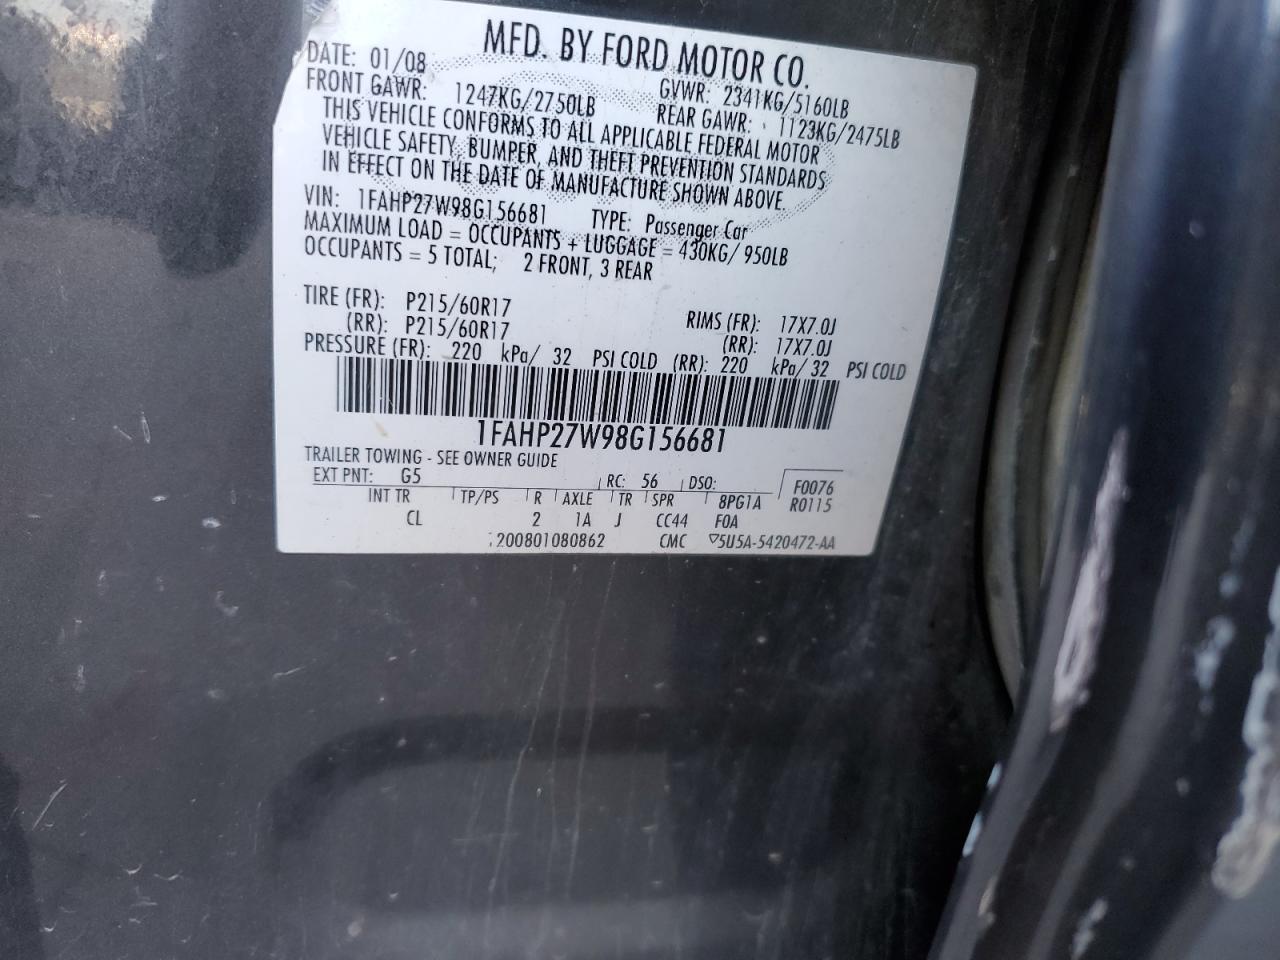 MFD. BY FORD MOTOR CO.
DATE: 01/08 GVWR: 2341KG/5160LB
FRONT GAWR: 1247KG/2750LB REAR GAWR: 1123KG/2475LB
THIS VEHICLE CONFORMS TO ALL APPLICABLE FEDERAL MOTOR
VEHICLE SAFETY, BUMPER, AND THEFT PREVENTION STANDARDS
IN EFFECT ON THE DATE OF MANUFACTURE SHOWN ABOVE.
VIN: 1FAHP27W98G156681 TYPE: Passenger Car
MAXIMUM LOAD = OCCUPANTS + LUGGAGE = 430KG/ 950LB
OCCUPANTS = 5 TOTAL; 2 FRONT, 3 REAR
TIRE (FR): P215/60R17 RIMS (FR): 17X7.0J
(RR): P215/60R17 (RR): 17X7.0J
PRESSURE (FR): 220 kPa/ 32 PSI COLD (RR): 220 kPa/ 32 PSI COLD
1FAHP27W98G156681
TRAILER TOWING - SEE OWNER GUIDE
EXT PNT: G5 RC: 56 DSO: F0076
INT TR TP/PS R AXLE TR SPR 8PG1A R0115
CL 2 1A J CC44 F0A
200801080862 CMC ▽5U5A-5420472-AA